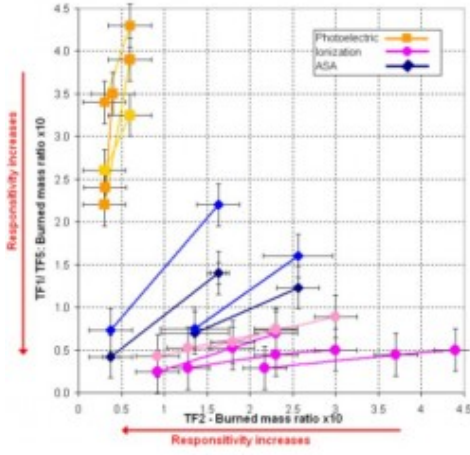 4.5
4.0
3.5
3.0
2.5
2.0
1.5
1.0
0.5
0.0
Responsitivity increases
TF1/ TF5: Burned mass ratio x10
Photoelectric
Ionization
ASA
0 0.5 1 1.5 2 2.5 3 3.5 4 4.5
TF2 - Burned mass ratio x10
Responsitivity increases